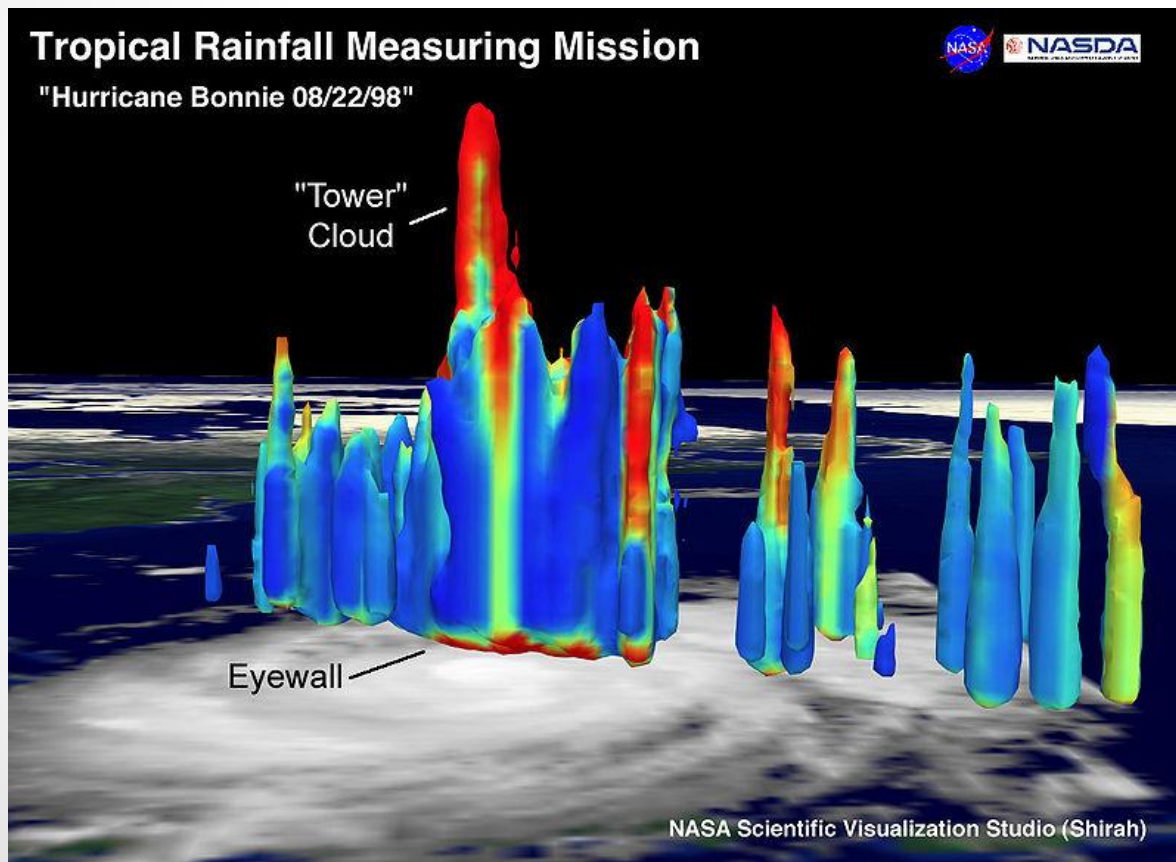 Tropical Rainfall Measuring Mission
"Hurricane Bonnie 08/22/98"
NASA
NASDA
"Tower"
Cloud
Eyewall
NASA Scientific Visualization Studio (Shirah)